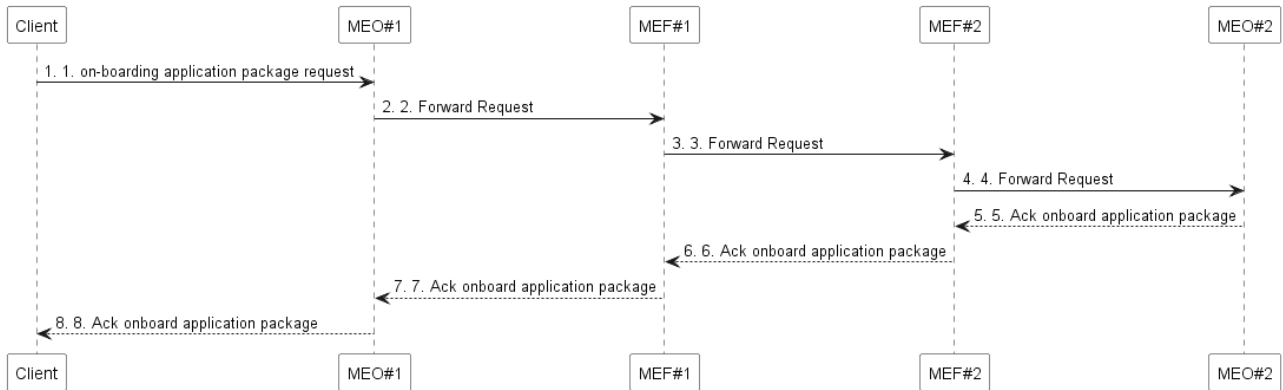 Client MEO#1 MEF#1 MEF#2 MEO#2
1. 1. on-boarding application package request
2. 2. Forward Request
3. 3. Forward Request
4. 4. Forward Request
5. 5. Ack onboard application package
6. 6. Ack onboard application package
7. 7. Ack onboard application package
8. 8. Ack onboard application package
Client MEO#1 MEF#1 MEF#2 MEO#2